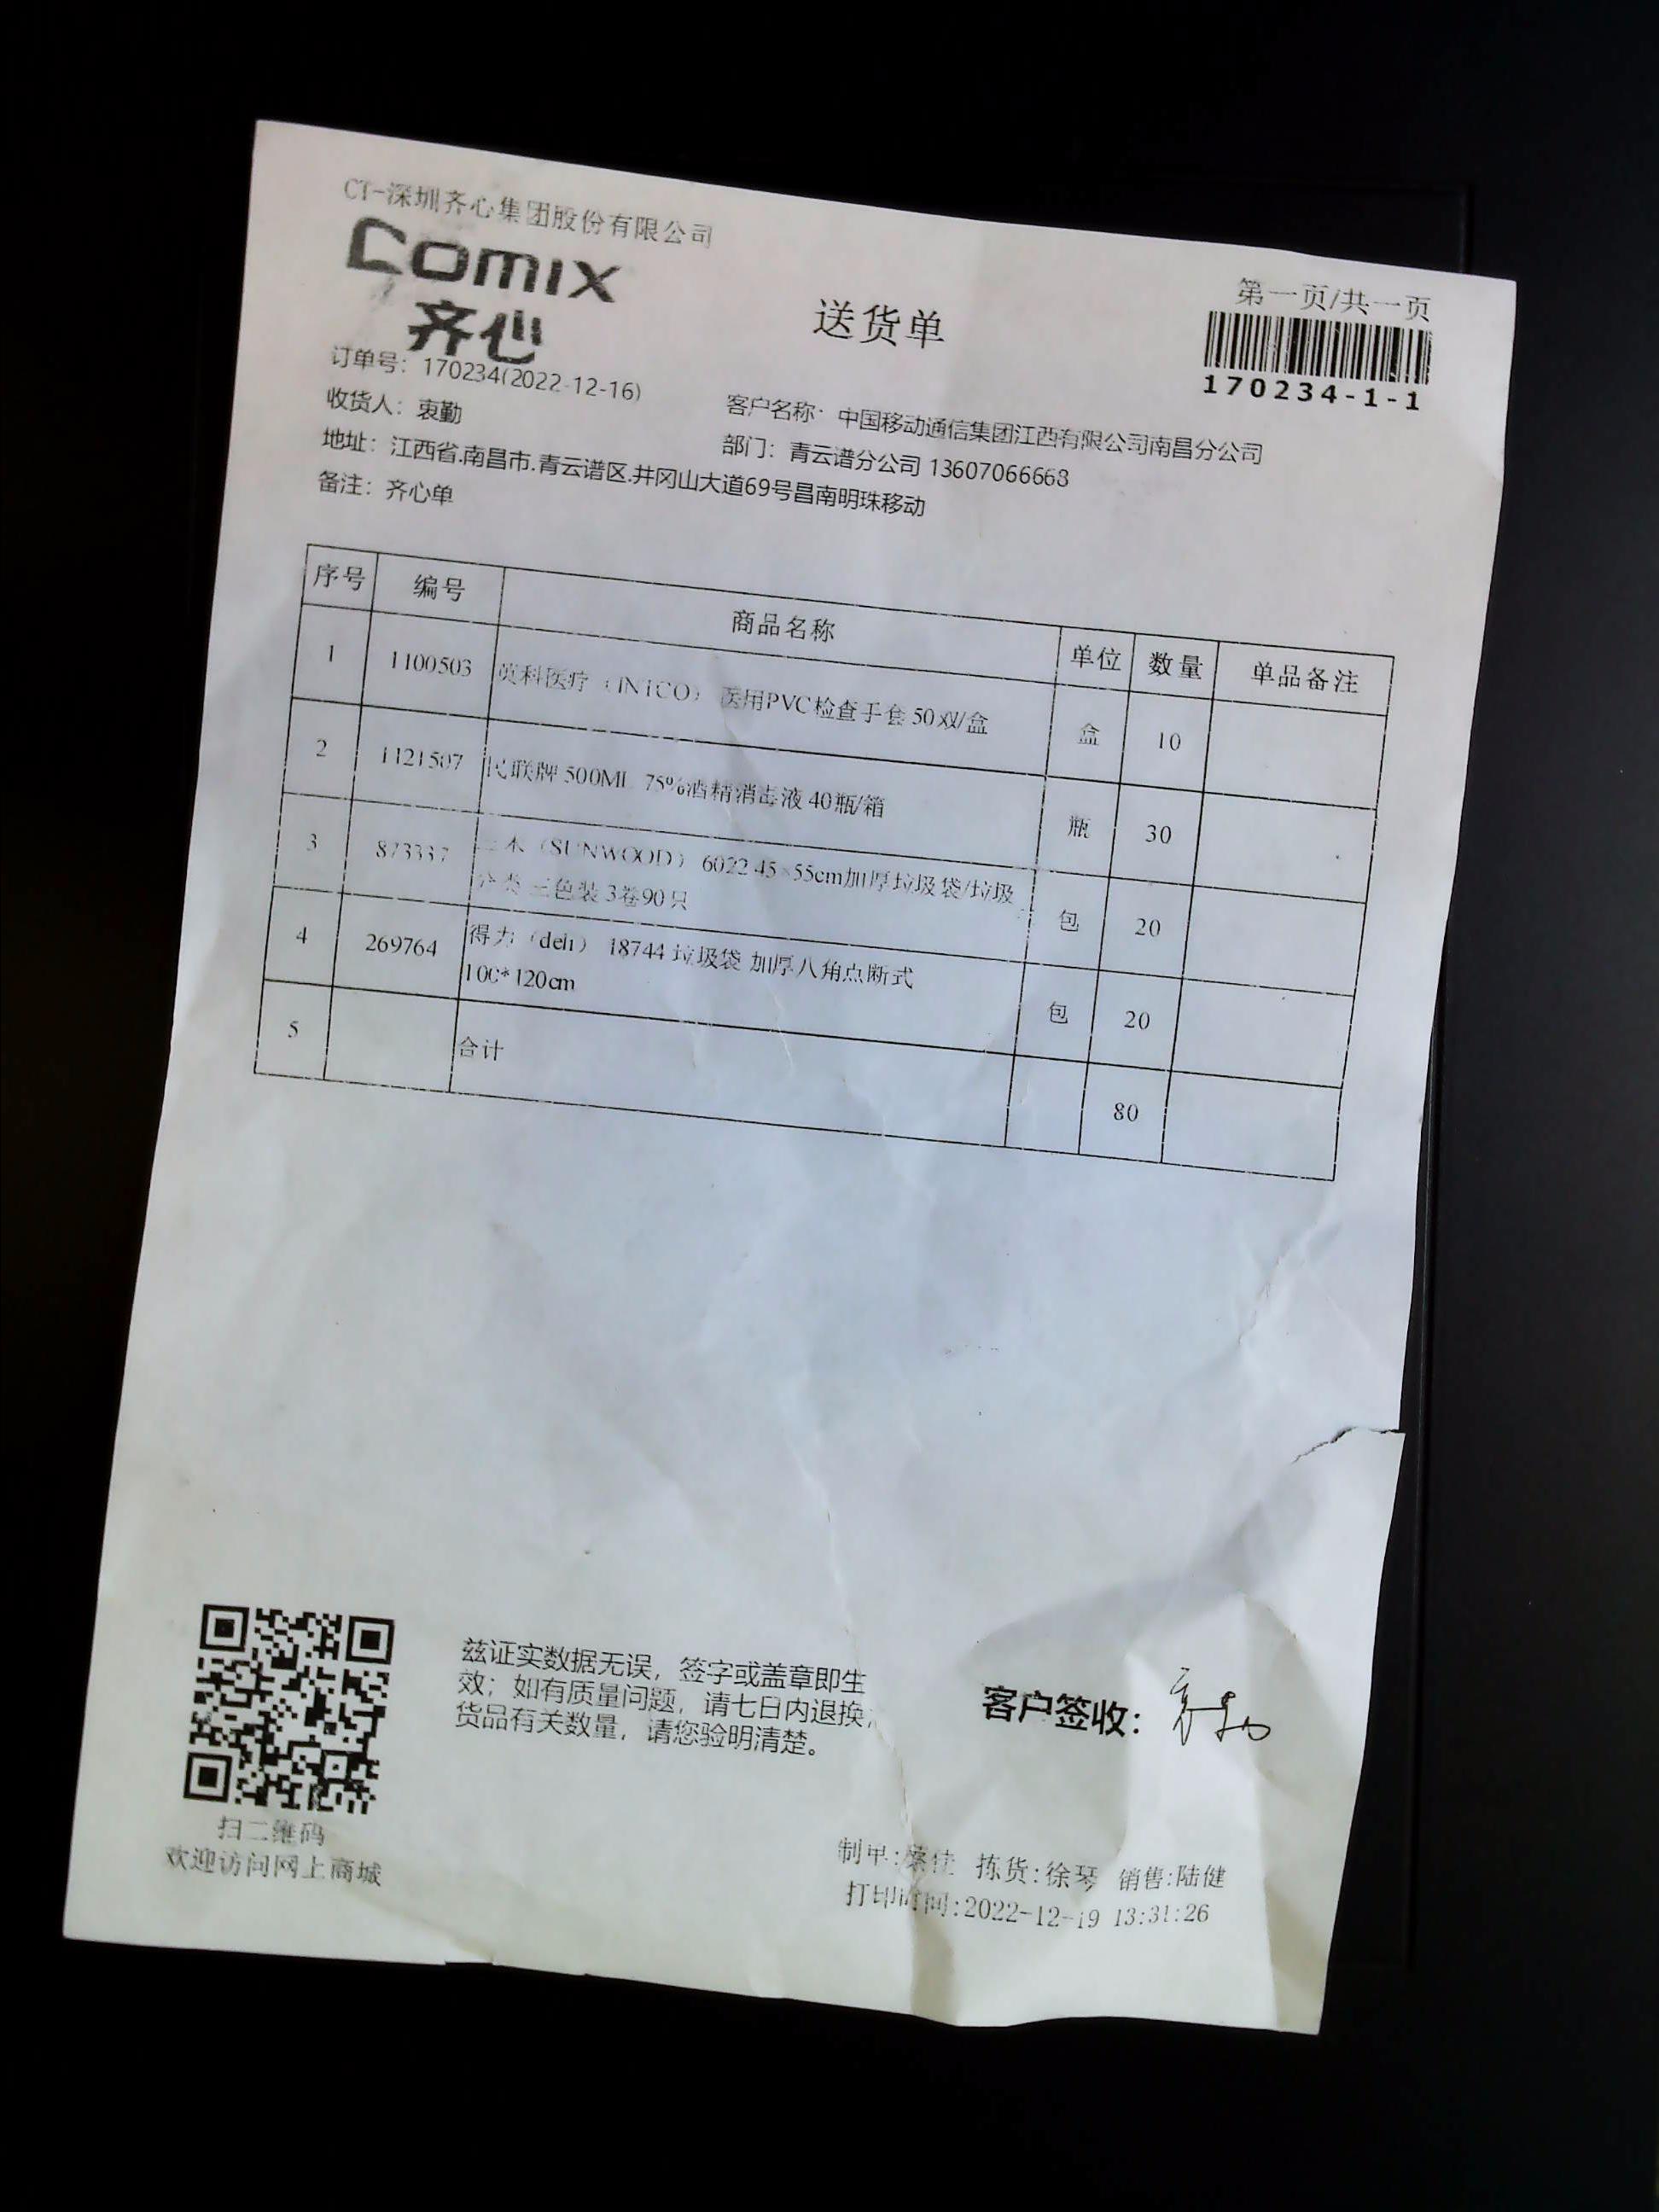 CT-深圳齐心集团股份有限公司
comix
齐心
送货单
第一页/共一页
170234-1-1
订单号：170234(2022-12-16)
收货人：衷勤
客户名称：中国移动通信集团江西有限公司南昌分公司
地址：江西省.南昌市.青云谱区.井冈山大道69号昌南明珠移动
部门：青云谱分公司 13607066668
备注：齐心单
序号 编号 商品名称 单位 数量 单品备注
1 1100503 英科医疗（INTCO） 医用PVC检查手套 50双/盒 盒 10
2 1121507 民联牌 500ML 75%酒精消毒液 40瓶/箱 瓶 30
3 873337 三木（SUNWOOD） 6022 45×55cm加厚垃圾袋/垃圾
分类 三色装 3卷90只 包 20
4 269764 得力（deli） 18744 垃圾袋 加厚八角点断式
100*120cm 包 20
5 合计 80
兹证实数据无误，签字或盖章即生
效；如有质量问题，请七日内退换；
货品有关数量，请您验明清楚。
客户签收：衷勤
扫二维码
欢迎访问网上商城
制单: 拣货:徐琴 销售:陆健
打印时间:2022-12-19 13:31:26